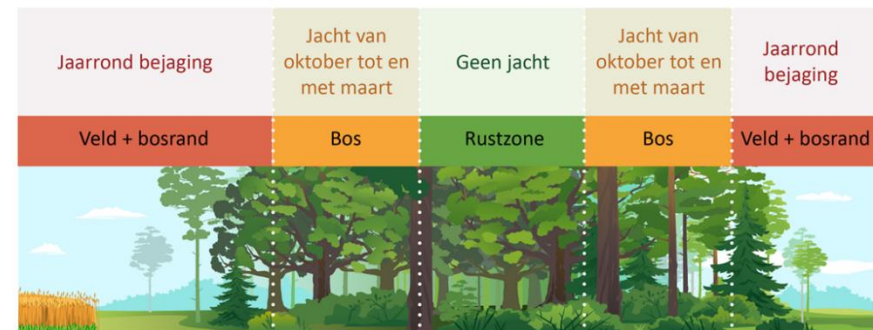 Jaarrond bejaging
Jacht van
oktober tot en
met maart
Geen jacht
Jacht van
oktober tot en
met maart
Jaarrond
bejaging
Veld + bosrand
Bos
Rustzone
Bos
Veld + bosrand